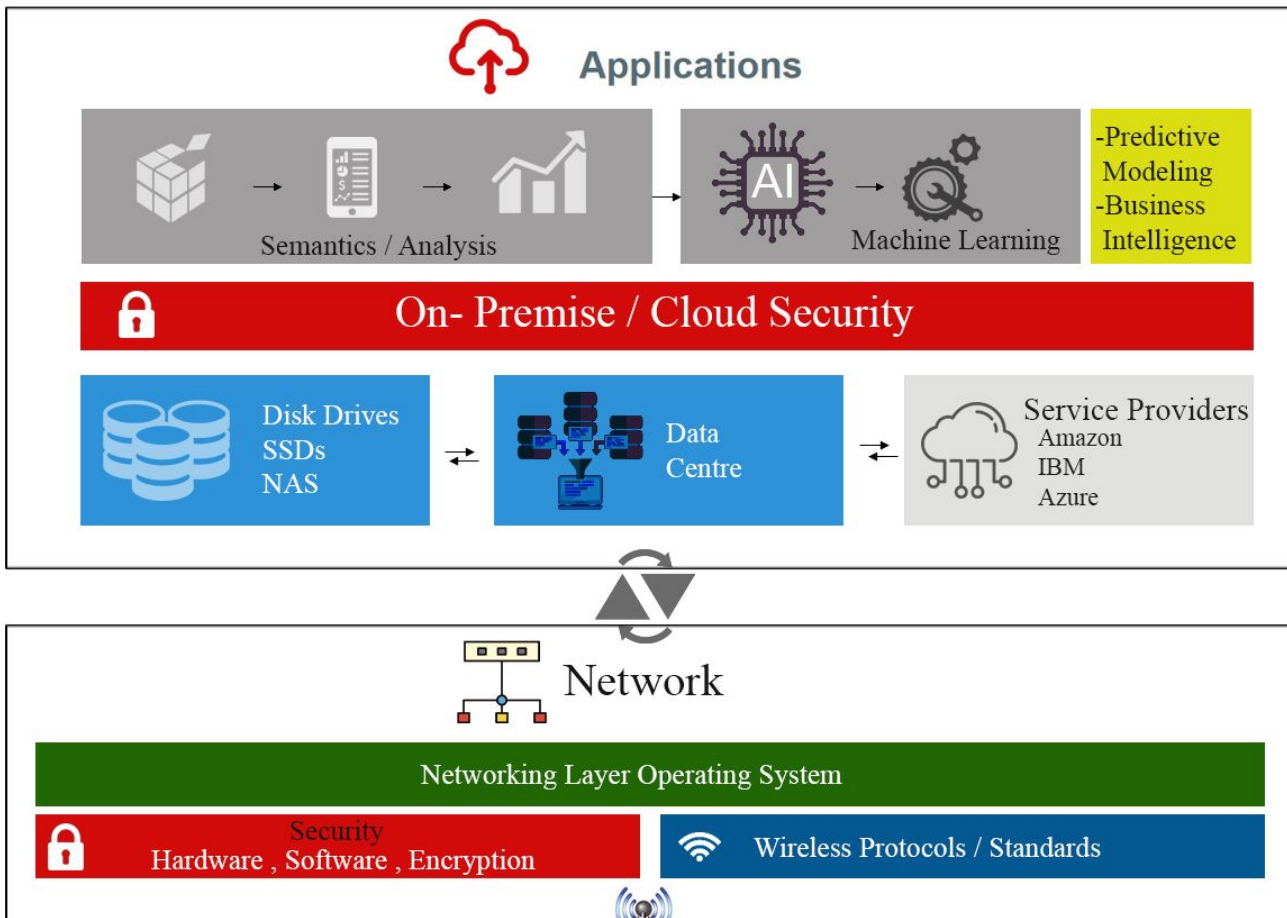 Applications
AI
Semantics / Analysis
Machine Learning
-Predictive
Modeling
-Business
Intelligence
On- Premise / Cloud Security
Disk Drives
SSDs
NAS
Data
Centre
Service Providers
Amazon
IBM
Azure
Network
Networking Layer Operating System
Security
Hardware , Software , Encryption
Wireless Protocols / Standards